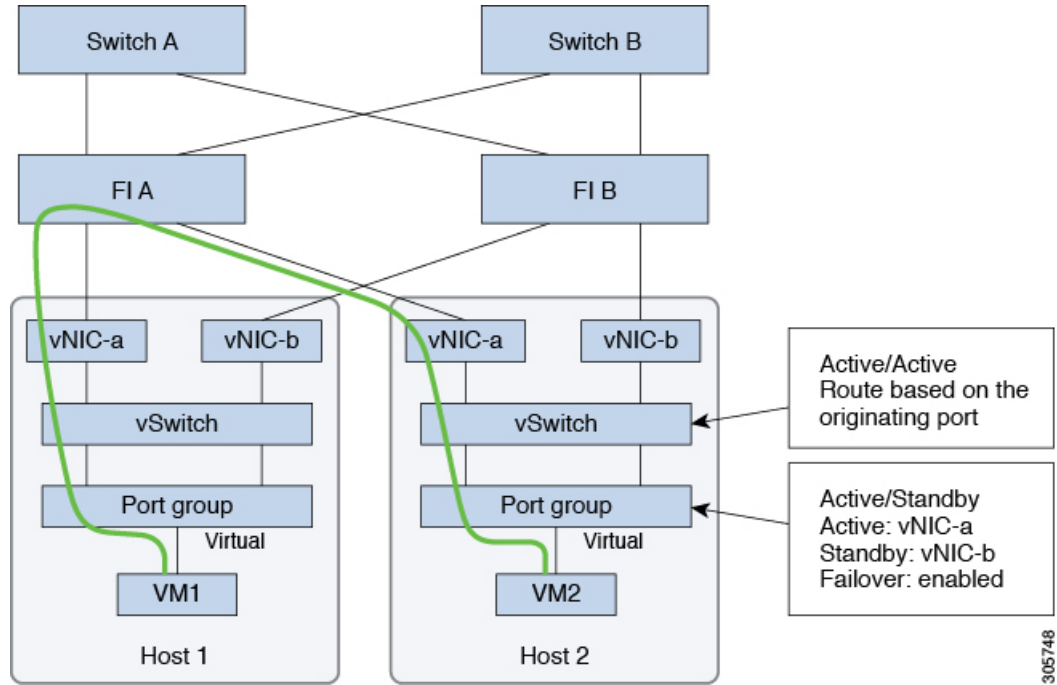 Switch A
Switch B
FI A
FI B
vNIC-a
vNIC-b
vNIC-a
vNIC-b
vSwitch
vSwitch
Port group
Port group
Virtual
Virtual
VM1
VM2
Host 1
Host 2
Active/Active
Route based on the
originating port
Active/Standby
Active: vNIC-a
Standby: vNIC-b
Failover: enabled
305748